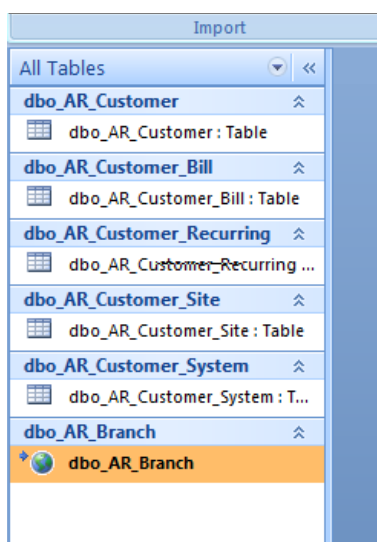 Import
All Tables
dbo_AR_Customer
dbo_AR_Customer : Table
dbo_AR_Customer_Bill
dbo_AR_Customer_Bill : Table
dbo_AR_Customer_Recurring
dbo_AR_Customer_Recurring ...
dbo_AR_Customer_Site
dbo_AR_Customer_Site : Table
dbo_AR_Customer_System
dbo_AR_Customer_System : T...
dbo_AR_Branch
dbo_AR_Branch